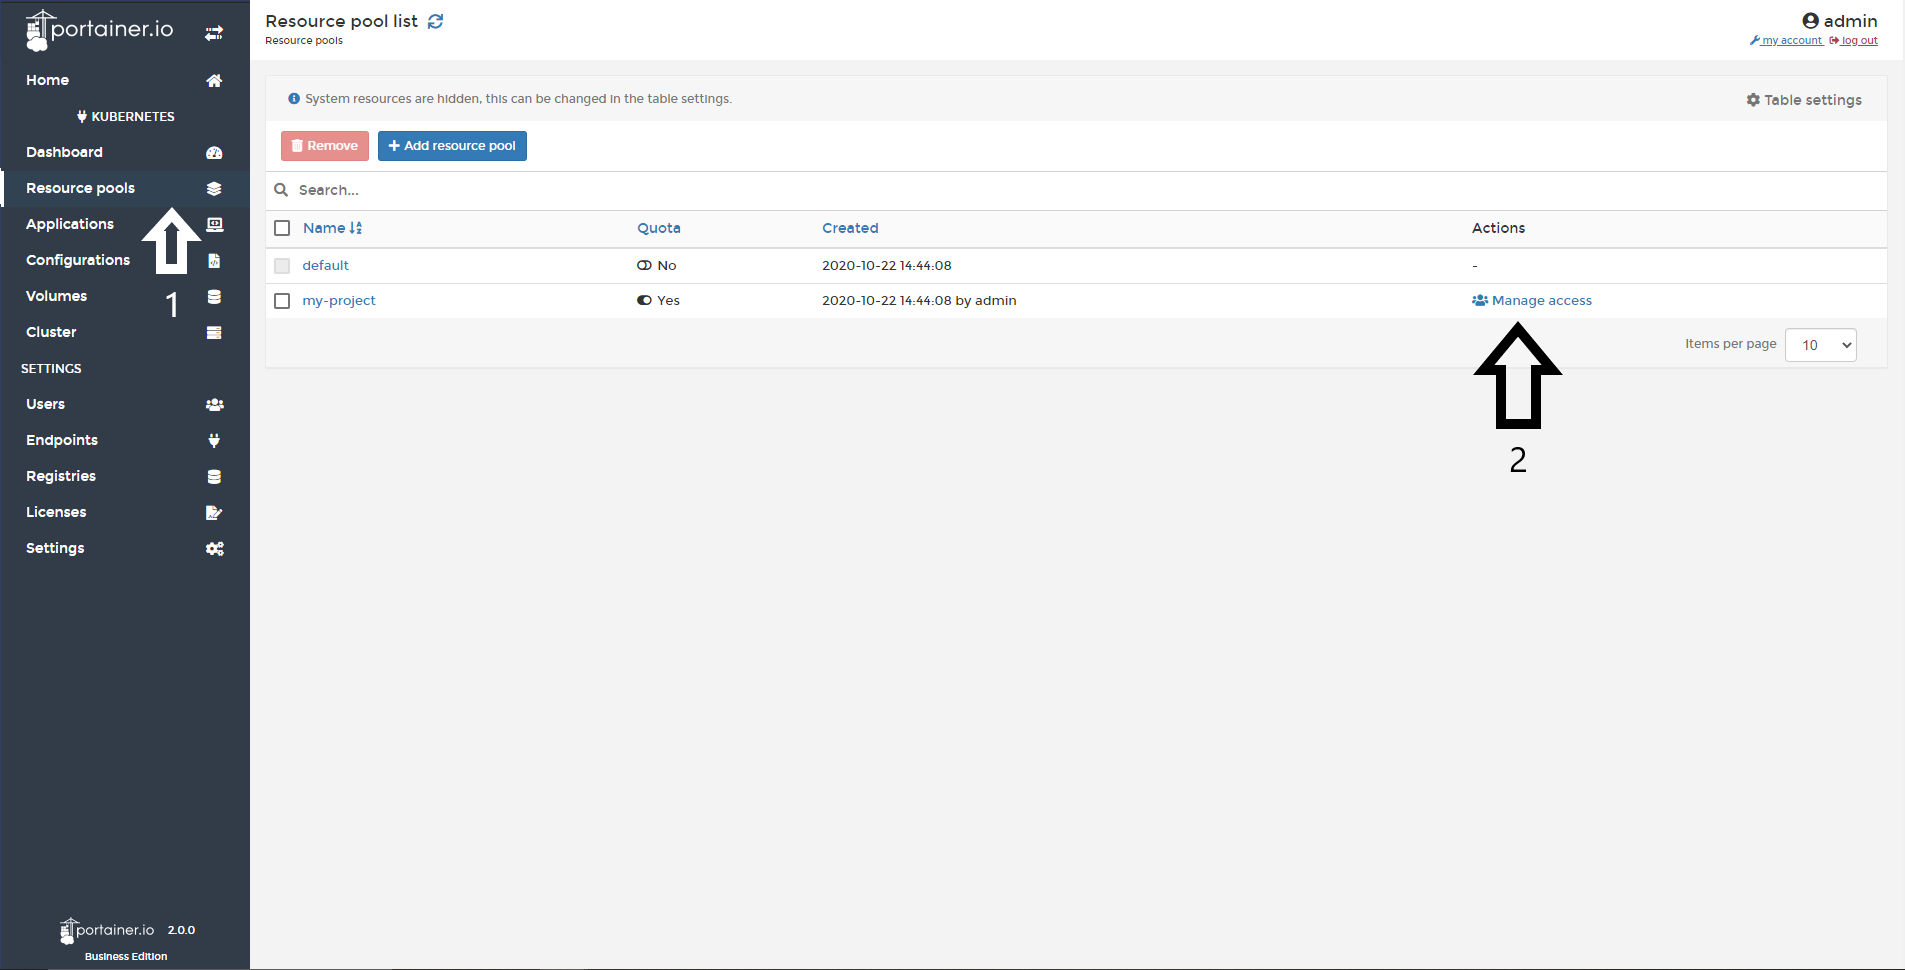 portainer.io
Home
KUBERNETES
Dashboard
Resource pools
Applications
Configurations
Volumes
Cluster
SETTINGS
Users
Endpoints
Registries
Licenses
Settings
1
portainer.io 2.0.0
Business Edition
Resource pool list
Resource pools
admin
my account log out
System resources are hidden, this can be changed in the table settings.
Table settings
Remove
Add resource pool
Search...
Name Quota Created Actions
default No 2020-10-22 14:44:08 -
my-project Yes 2020-10-22 14:44:08 by admin Manage access
Items per page 10
2